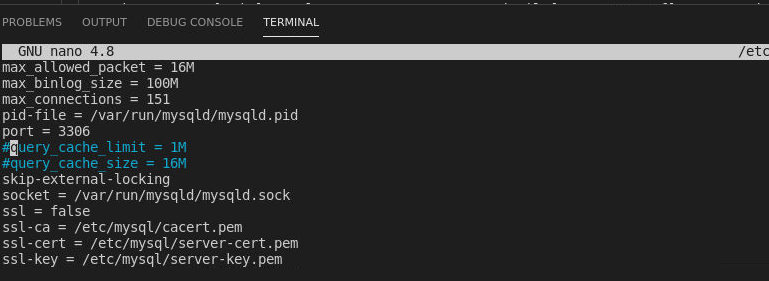 PROBLEMS OUTPUT DEBUG CONSOLE TERMINAL
GNU nano 4.8 /etc
max_allowed_packet = 16M
max_binlog_size = 100M
max_connections = 151
pid-file = /var/run/mysqld/mysqld.pid
port = 3306
#query_cache_limit = 1M
#query_cache_size = 16M
skip-external-locking
socket = /var/run/mysqld/mysqld.sock
ssl = false
ssl-ca = /etc/mysql/cacert.pem
ssl-cert = /etc/mysql/server-cert.pem
ssl-key = /etc/mysql/server-key.pem